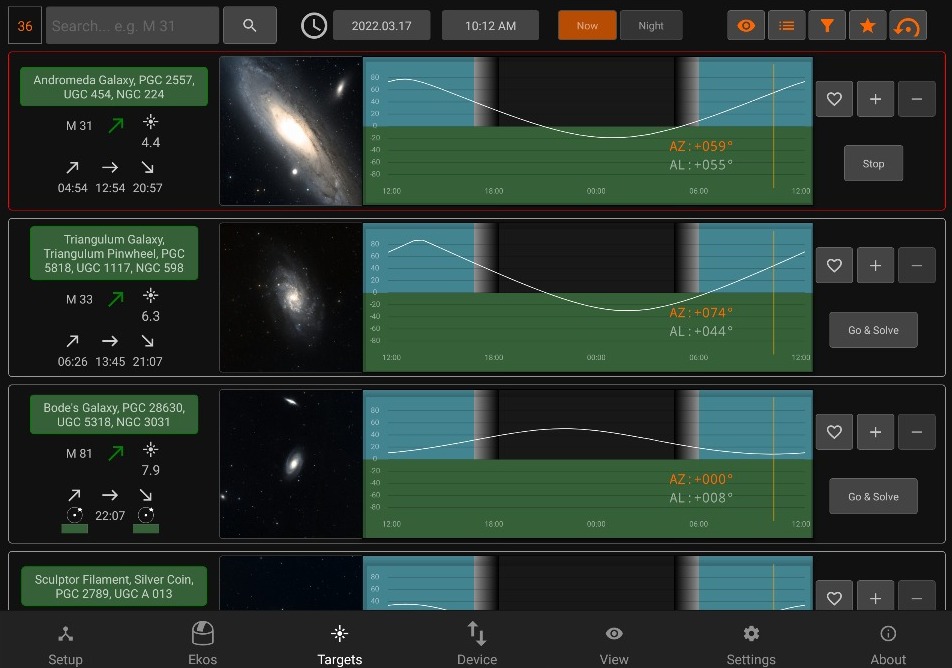 36
Search... e.g. M 31
2022.03.17
10:12 AM
Now
Night
Andromeda Galaxy, PGC 2557,
UGC 454, NGC 224
M 31
4.4
04:54 12:54 20:57
80
60
40
20
0
-20
-40
-60
-80
AZ:+059°
AL:+055°
12:00 18:00 00:00 06:00 12:00
Stop
Triangulum Galaxy,
Triangulum Pinwheel, PGC
5818, UGC 1117, NGC 598
M 33
6.3
06:26 13:45 21:07
80
60
40
20
0
-20
-40
-60
-80
AZ:+074°
AL:+044°
12:00 18:00 00:00 06:00 12:00
Go & Solve
Bode's Galaxy, PGC 28630,
UGC 5318, NGC 3031
M 81
7.9
22:07
80
60
40
20
0
-20
-40
-60
-80
AZ:+000°
AL:+008°
12:00 18:00 00:00 06:00 12:00
Go & Solve
Sculptor Filament, Silver Coin,
PGC 2789, UGC A 013
80
60
40
Setup
Ekos
Targets
Device
View
Settings
About